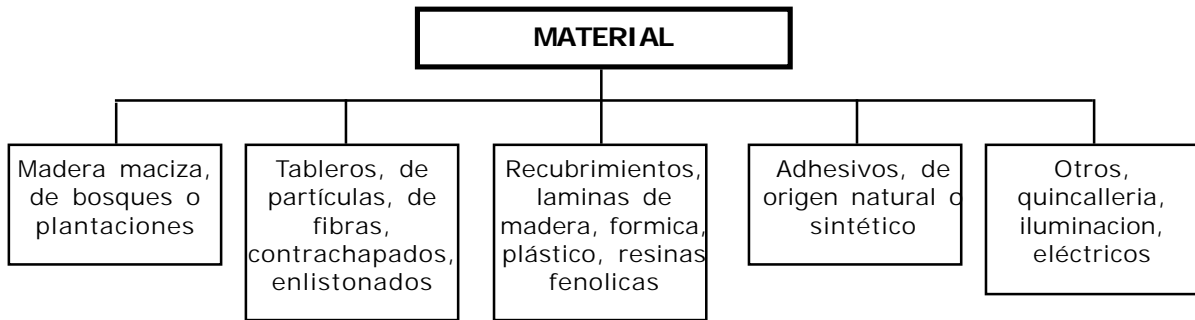 MATERIAL
Madera maciza,
de bosques o
plantaciones
Tableros, de
partículas, de
fibras,
contrachapados,
enlistonados
Recubrimientos,
laminas de
madera, formica,
plástico, resinas
fenolicas
Adhesivos, de
origen natural o
sintético
Otros,
quincalleria,
iluminacion,
eléctricos